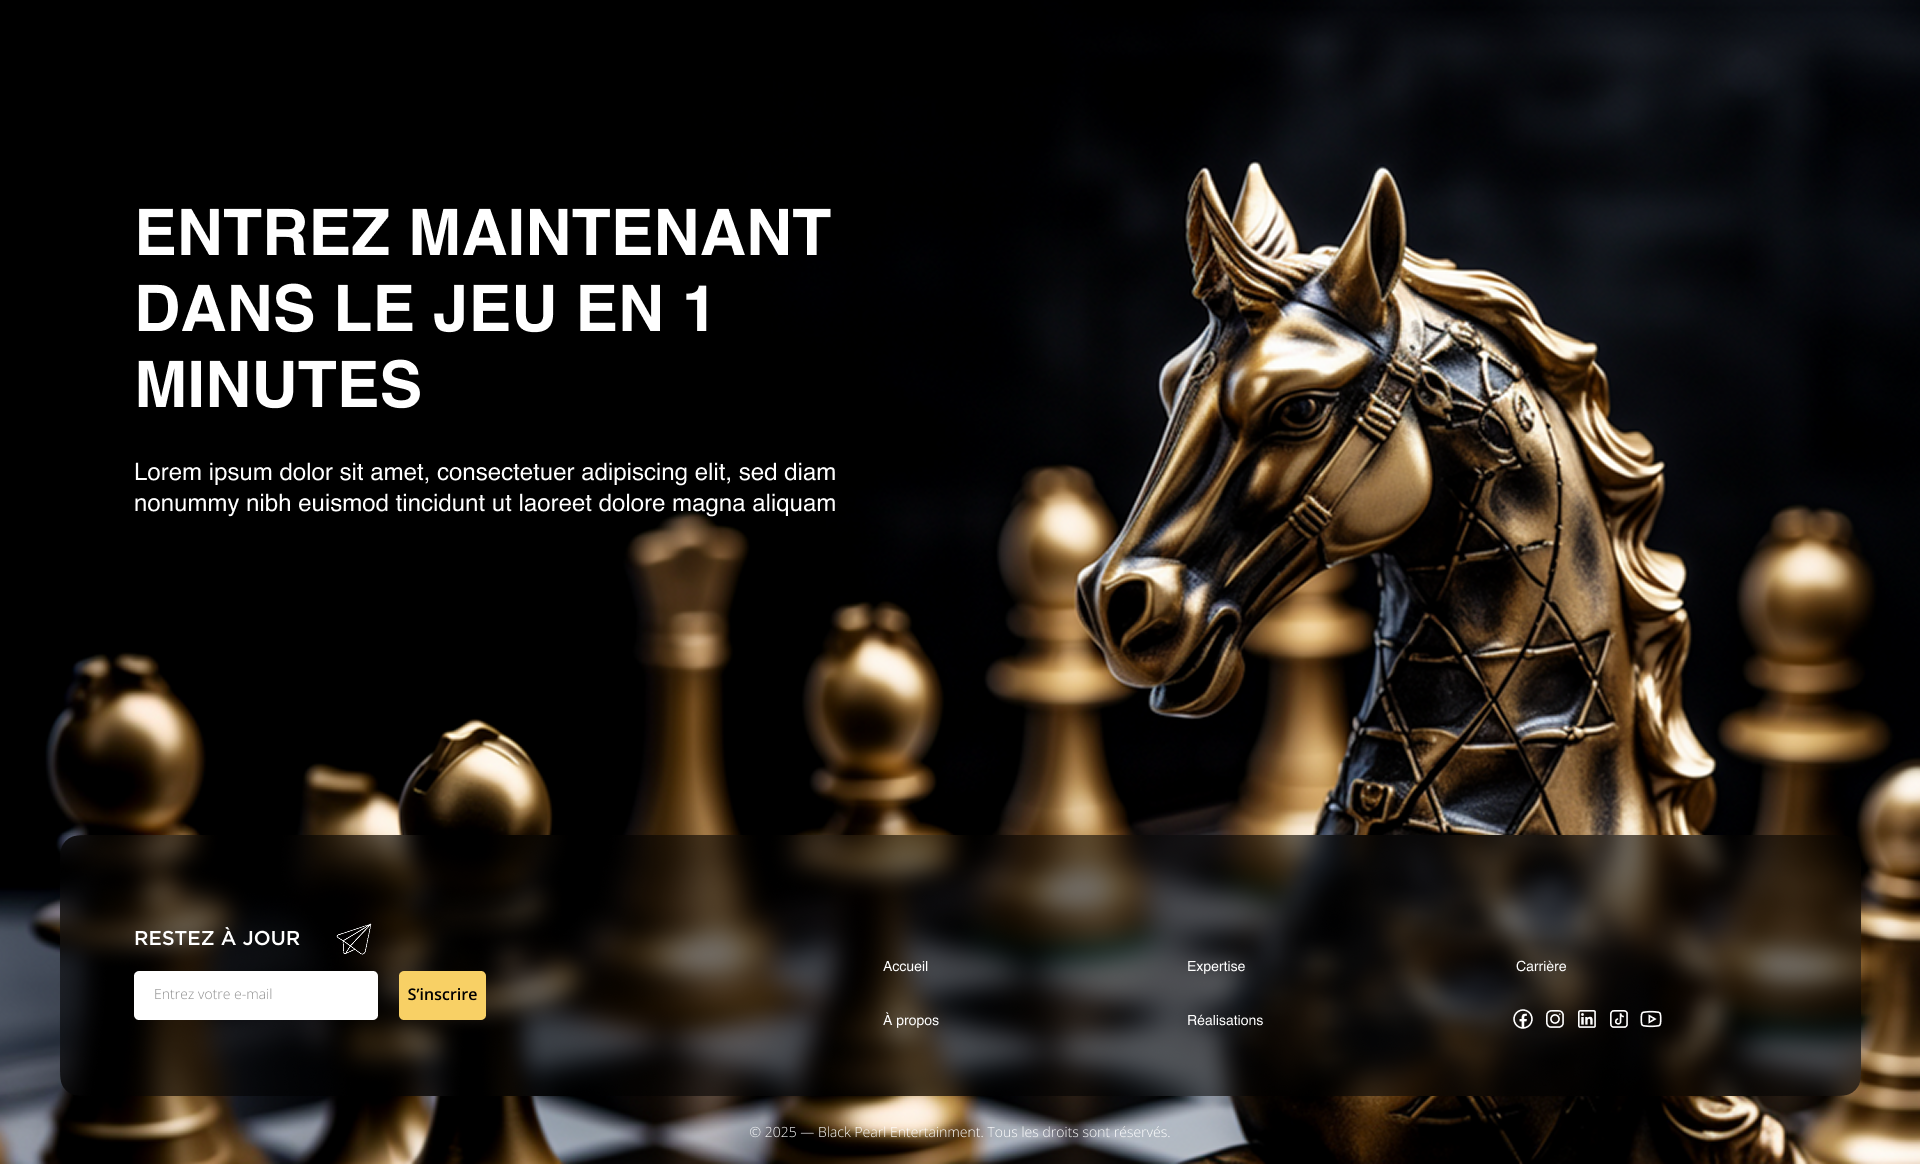 ENTREZ MAINTENANT
DANS LE JEU EN 1
MINUTES
Lorem ipsum dolor sit amet, consectetuer adipiscing elit, sed diam
nonummy nibh euismod tincidunt ut laoreet dolore magna aliquam
RESTEZ À JOUR
Entrez votre e-mail
S’inscrire
Accueil
Expertise
Carrière
À propos
Réalisations
© 2025 — Black Pearl Entertainment. Tous les droits sont réservés.